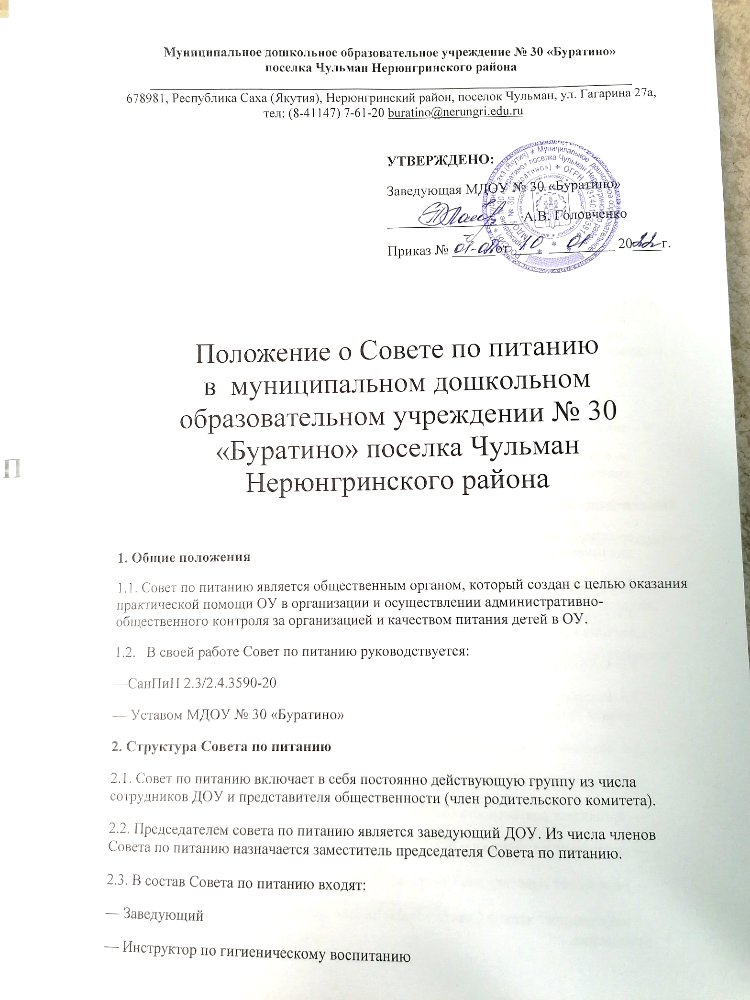 Муниципальное дошкольное образовательное учреждение № 30 «Буратино»
поселка Чульман Нерюнгринского района
678981, Республика Саха (Якутия), Нерюнгринский район, поселок Чульман, ул. Гагарина 27а,
тел: (8-41147) 7-61-20 buratino@nerungri.edu.ru
УТВЕРЖДЕНО:
Заведующая МДОУ № 30 «Буратино»
А.В. Головченко
Приказ № 01-02 от 10 01 2022 г.
Положение о Совете по питанию
в муниципальном дошкольном
образовательном учреждении № 30
«Буратино» поселка Чульман
Нерюнгринского района
П
1. Общие положения
1.1. Совет по питанию является общественным органом, который создан с целью оказания
практической помощи ОУ в организации и осуществлении административно-
общественного контроля за организацией и качеством питания детей в ОУ.
1.2. В своей работе Совет по питанию руководствуется:
—СанПиН 2.3/2.4.3590-20
— Уставом МДОУ № 30 «Буратино»
2. Структура Совета по питанию
2.1. Совет по питанию включает в себя постоянно действующую группу из числа
сотрудников ДОУ и представителя общественности (член родительского комитета).
2.2. Председателем совета по питанию является заведующий ДОУ. Из числа членов
Совета по питанию назначается заместитель председателя Совета по питанию.
2.3. В состав Совета по питанию входят:
— Заведующий
— Инструктор по гигиеническому воспитанию